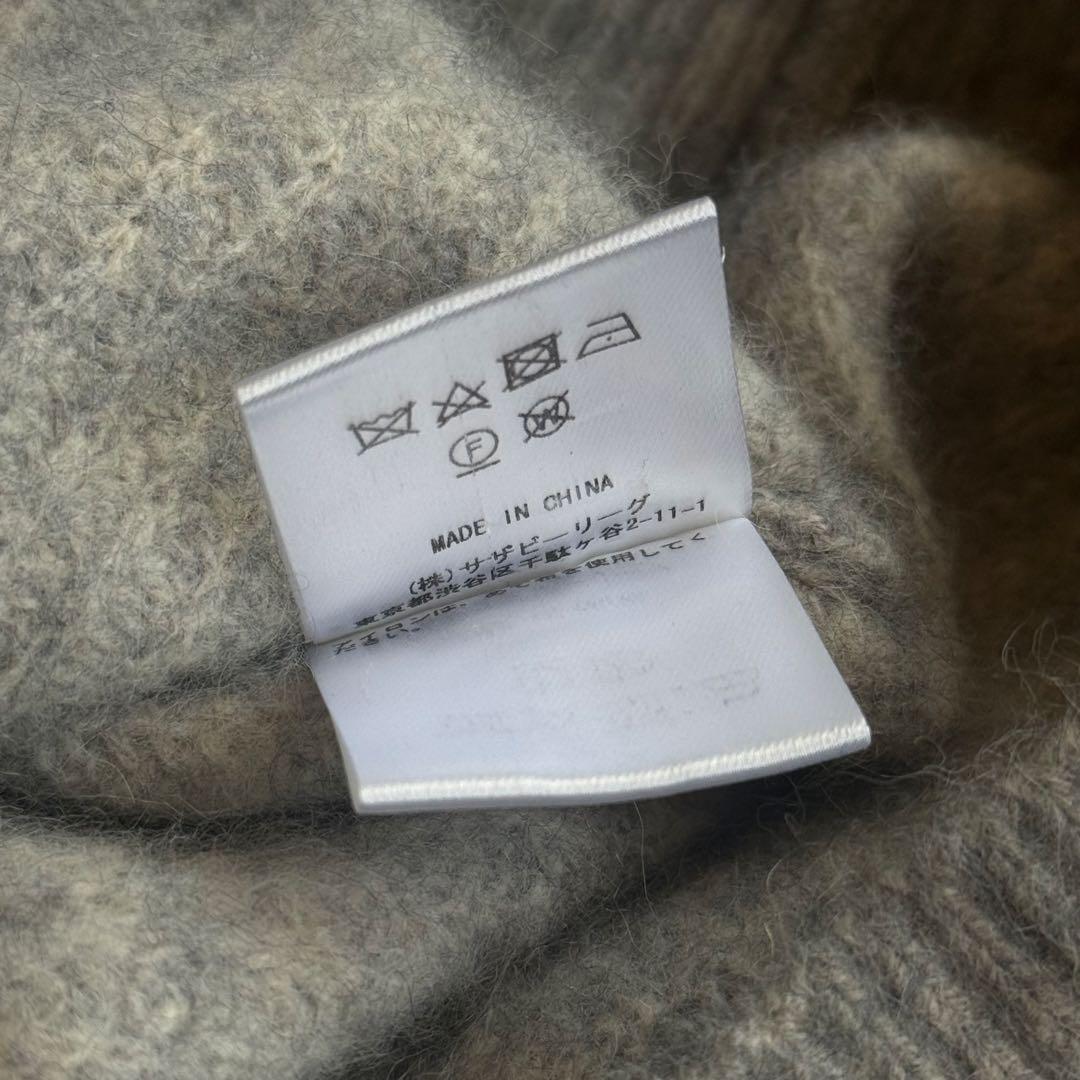 F
W
MADE IN CHINA
(株)サザビーリーグ
東京都渋谷区千駄ヶ谷2-11-1
アイロンは、あて布を使用してく
ださい。